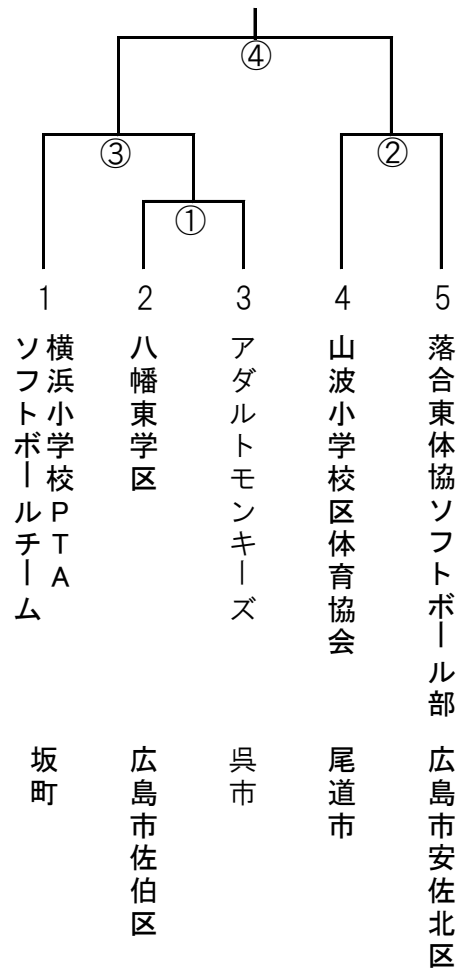 ④
③
②
①
1
2
3
4
5
横浜小学校PTA
ソフトボールチーム
八幡東学区
アダルトモンキーズ
山波小学校区体育協会
落合東体協ソフトボール部
坂町
広島市佐伯区
呉市
尾道市
広島市安佐北区